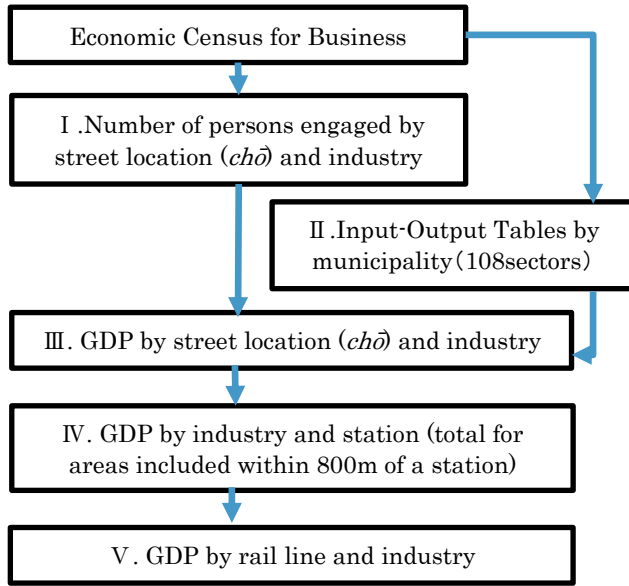 Economic Census for Business
Ⅰ.Number of persons engaged by
street location (chō) and industry
Ⅱ.Input-Output Tables by
municipality(108sectors)
Ⅲ. GDP by street location (chō) and industry
Ⅳ. GDP by industry and station (total for
areas included within 800m of a station)
Ⅴ. GDP by rail line and industry